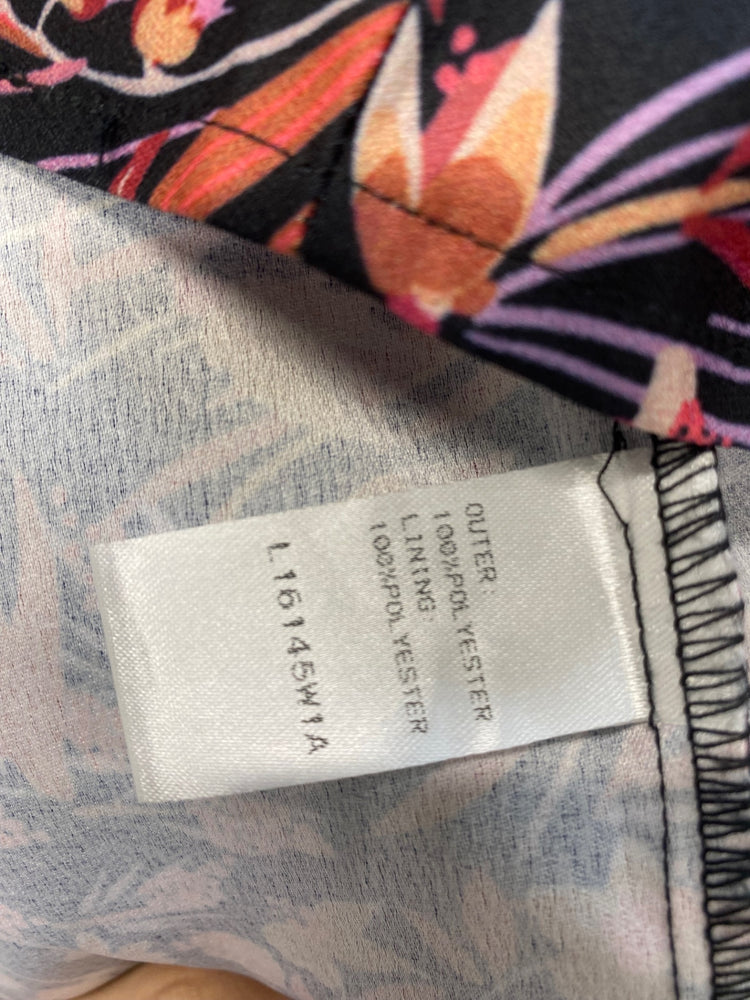 OUTER:
100%POLYESTER
LINING:
100%POLYESTER
L16145W1A